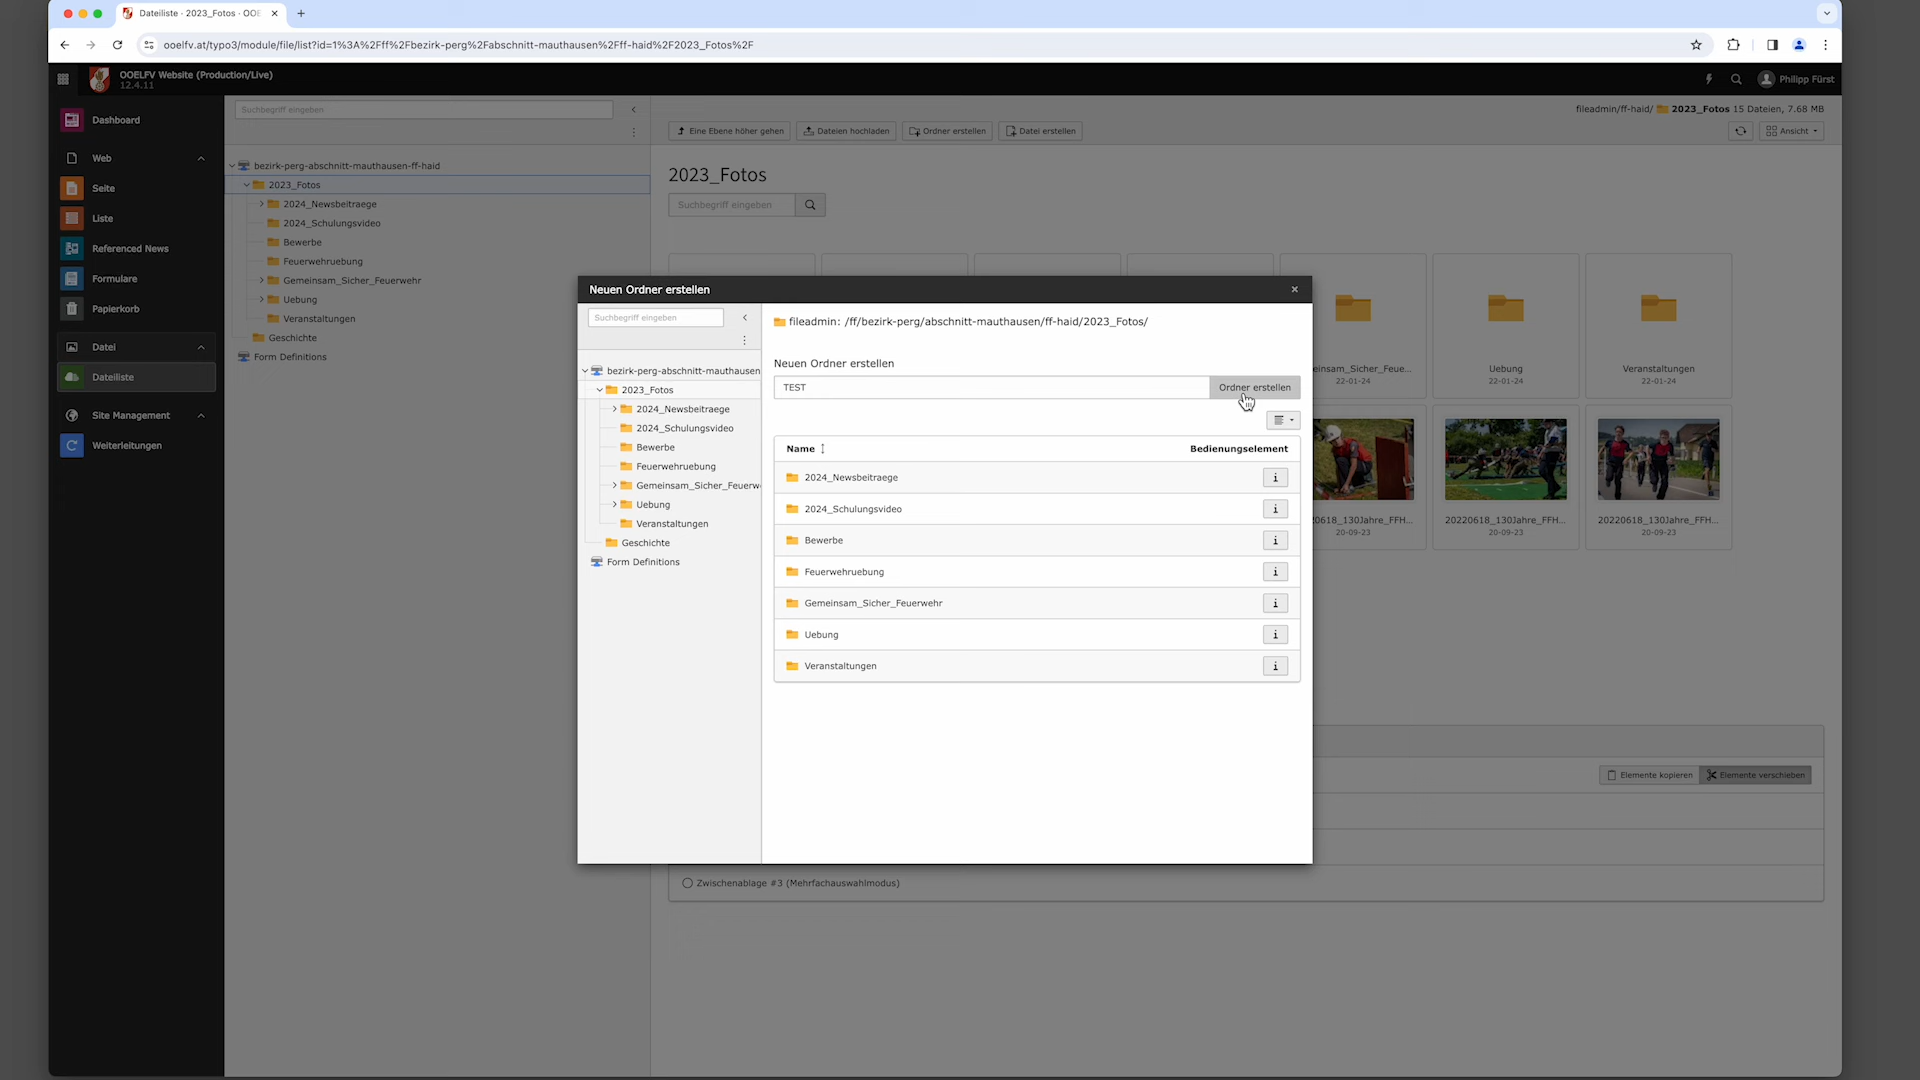 Dateiliste · 2023_Fotos · OOE
ooelfv.at/typo3/module/file/list?id=1%3A%2Fff%2Fbezirk-perg%2Fabschnitt-mauthausen%2Fff-haid%2F2023_Fotos%2F
OOELFV Website (Production/Live)
12.4.11
Philipp Fürst
Dashboard
Web
Seite
Liste
Referenced News
Formulare
Papierkorb
Datei
Dateiliste
Site Management
Weiterleitungen
Suchbegriff eingeben
bezirk-perg-abschnitt-mauthausen-ff-haid
2023_Fotos
2024_Newsbeitraege
2024_Schulungsvideo
Bewerbe
Feuerwehruebung
Gemeinsam_Sicher_Feuerwehr
Uebung
Veranstaltungen
Geschichte
Form Definitions
fileadmin/ff-haid/ 2023_Fotos 15 Dateien, 7.68 MB
Eine Ebene höher gehen
Dateien hochladen
Ordner erstellen
Datei erstellen
Ansicht
2023_Fotos
Suchbegriff eingeben
insam_Sicher_Feue...
22-01-24
Uebung
22-01-24
Veranstaltungen
22-01-24
0618_130Jahre_FFH...
20-09-23
20220618_130Jahre_FFH...
20-09-23
20220618_130Jahre_FFH...
20-09-23
Elemente kopieren
Elemente verschieben
Zwischenablage #3 (Mehrfachauswahlmodus)
Neuen Ordner erstellen
Suchbegriff eingeben
bezirk-perg-abschnitt-mauthausen
2023_Fotos
2024_Newsbeitraege
2024_Schulungsvideo
Bewerbe
Feuerwehruebung
Gemeinsam_Sicher_Feuerw
Uebung
Veranstaltungen
Geschichte
Form Definitions
fileadmin: /ff/bezirk-perg/abschnitt-mauthausen/ff-haid/2023_Fotos/
Neuen Ordner erstellen
TEST
Ordner erstellen
Name
Bedienungselement
2024_Newsbeitraege
2024_Schulungsvideo
Bewerbe
Feuerwehruebung
Gemeinsam_Sicher_Feuerwehr
Uebung
Veranstaltungen